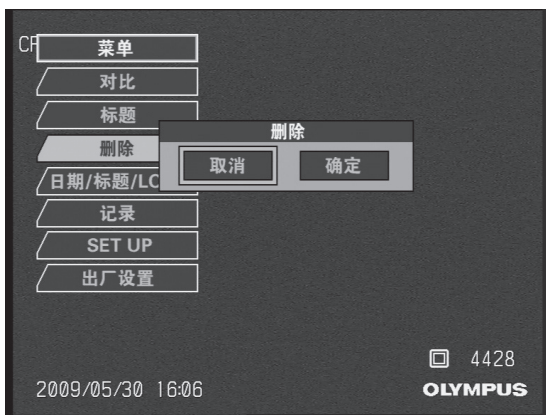 CF
菜单
对比
标题
删除
日期/标题/LO
记录
SET UP
出厂设置
删除
取消 确定
4428
2009/05/30 16:06
OLYMPUS